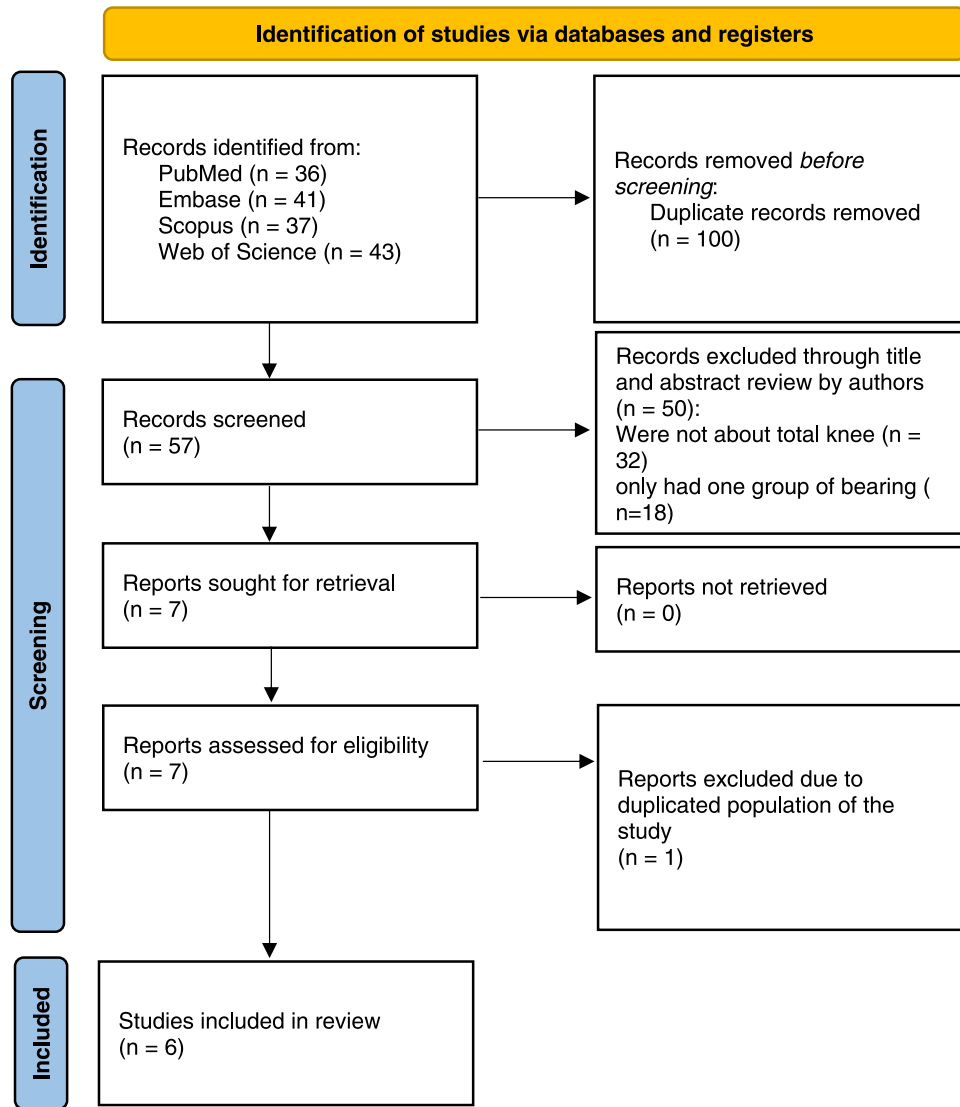 Identification of studies via databases and registers
Identification
Records identified from:
PubMed (n = 36)
Embase (n = 41)
Scopus (n = 37)
Web of Science (n = 43)
Records removed before
screening:
Duplicate records removed
(n = 100)
Screening
Records screened
(n = 57)
Records excluded through title
and abstract review by authors
(n = 50):
Were not about total knee (n =
32)
only had one group of bearing (
n=18)
Reports sought for retrieval
(n = 7)
Reports not retrieved
(n = 0)
Reports assessed for eligibility
(n = 7)
Reports excluded due to
duplicated population of the
study
(n = 1)
Included
Studies included in review
(n = 6)